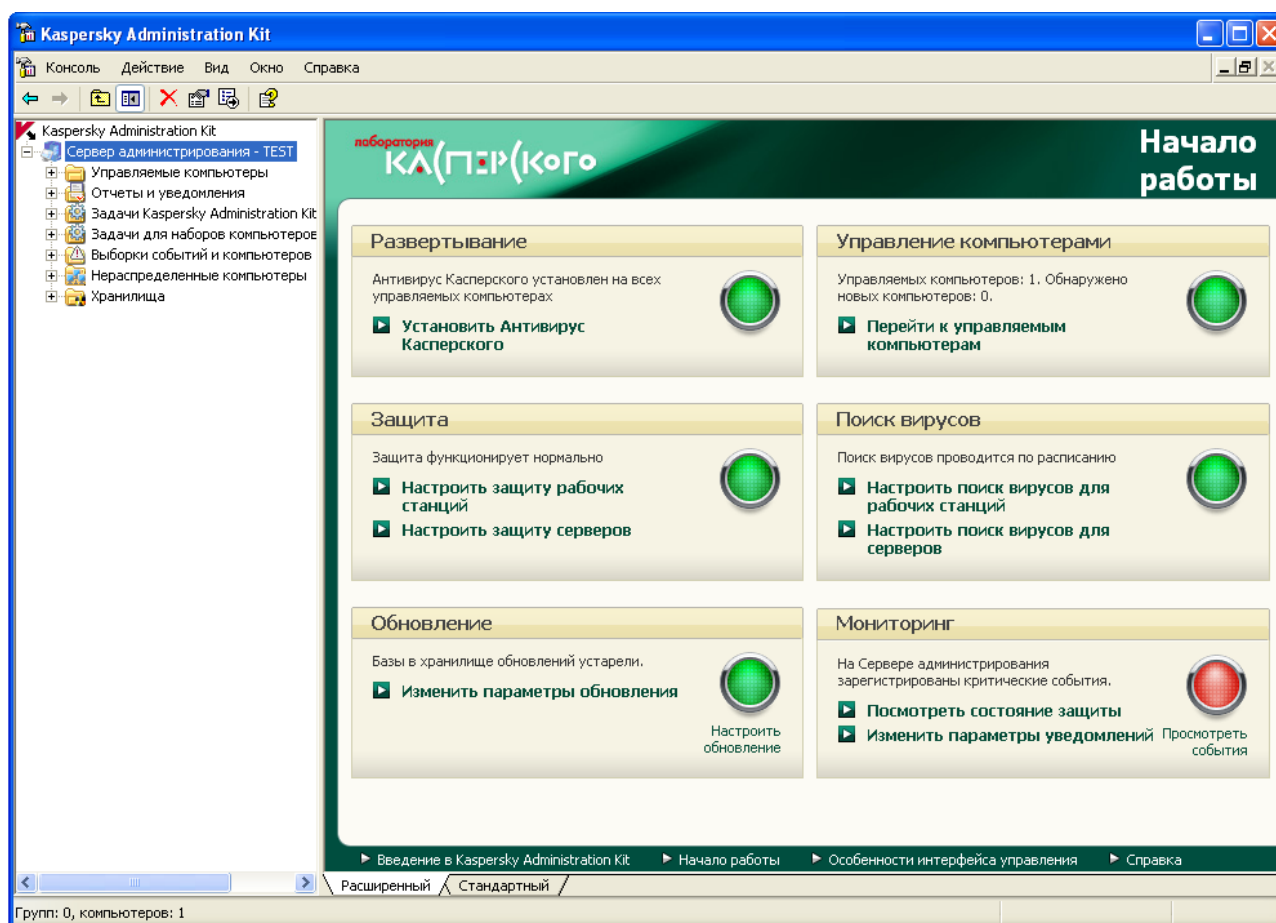 Kaspersky Administration Kit
Консоль Действие Вид Окно Справка
Kaspersky Administration Kit
Сервер администрирования - TEST
Управляемые компьютеры
Отчеты и уведомления
Задачи Kaspersky Administration Kit
Задачи для наборов компьютеров
Выборки событий и компьютеров
Нераспределенные компьютеры
Хранилища
лаборатория
КАСПЕРСКОГО
Начало
работы
Развертывание
Антивирус Касперского установлен на всех
управляемых компьютерах
Установить Антивирус
Касперского
Управление компьютерами
Управляемых компьютеров: 1. Обнаружено
новых компьютеров: 0.
Перейти к управляемым
компьютерам
Защита
Защита функционирует нормально
Настроить защиту рабочих
станций
Настроить защиту серверов
Поиск вирусов
Поиск вирусов проводится по расписанию
Настроить поиск вирусов для
рабочих станций
Настроить поиск вирусов для
серверов
Обновление
Базы в хранилище обновлений устарели.
Изменить параметры обновления
Настроить
обновление
Мониторинг
На Сервере администрирования
зарегистрированы критические события.
Посмотреть состояние защиты
Изменить параметры уведомлений
Просмотреть
события
Введение в Kaspersky Administration Kit Начало работы Особенности интерфейса управления Справка
Расширенный Стандартный
Групп: 0, компьютеров: 1